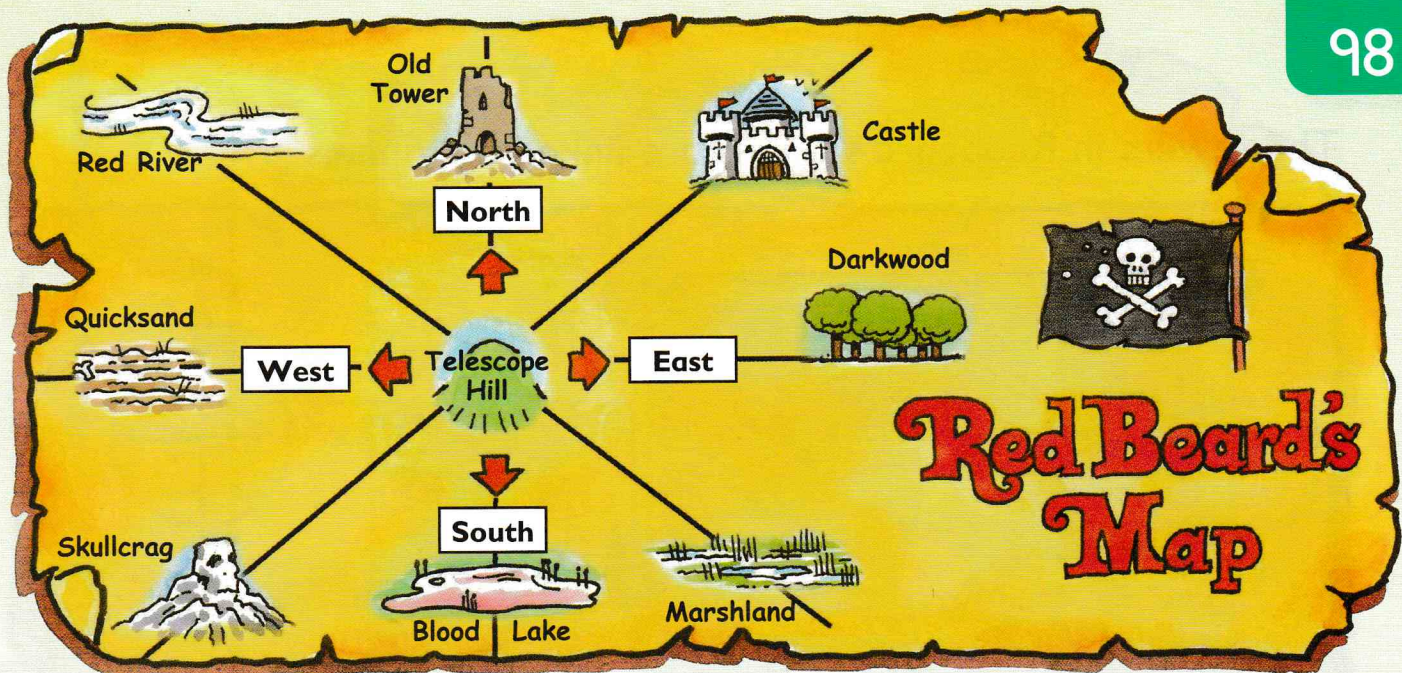 98
Old
Tower
Red River
Castle
North
Darkwood
Quicksand
West
Telescope
Hill
East
Red Beard's
Map
Skullcrag
South
Blood Lake
Marshland